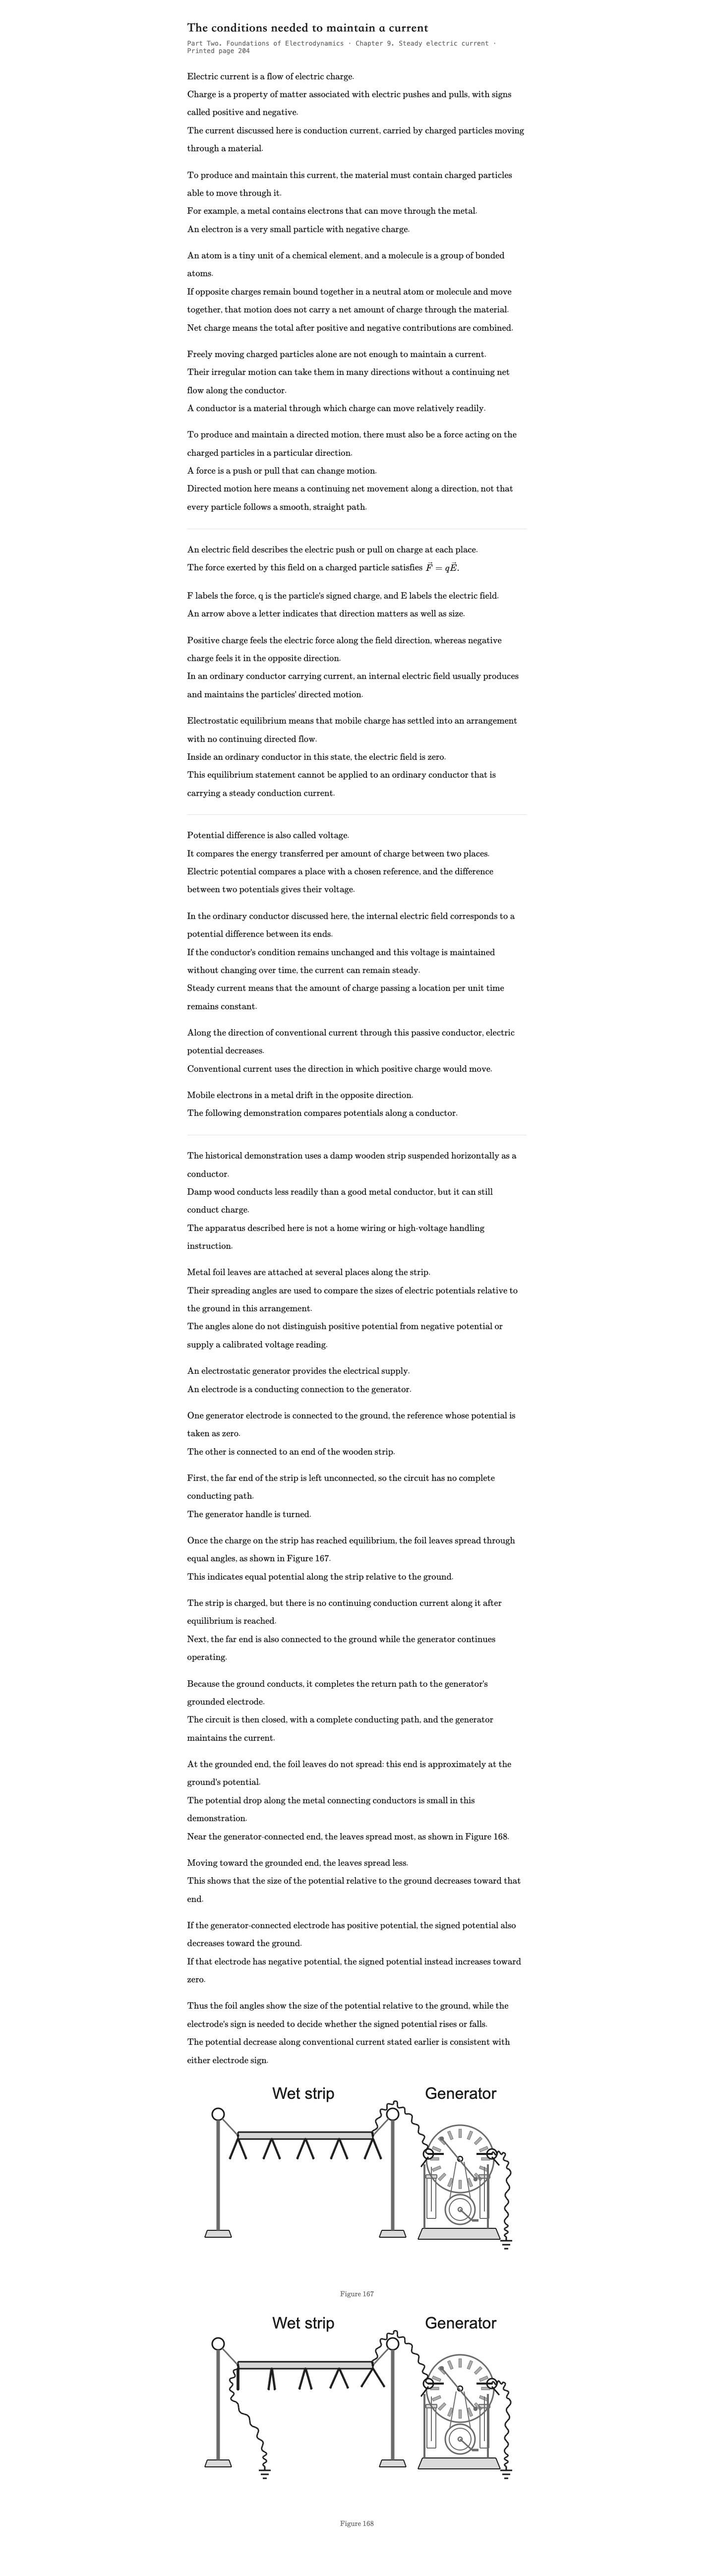 The conditions needed to maintain a current
Part Two. Foundations of Electrodynamics · Chapter 9. Steady electric current ·
Printed page 204
Electric current is a flow of electric charge.
Charge is a property of matter associated with electric pushes and pulls, with signs
called positive and negative.
The current discussed here is conduction current, carried by charged particles moving
through a material.
To produce and maintain this current, the material must contain charged particles
able to move through it.
For example, a metal contains electrons that can move through the metal.
An electron is a very small particle with negative charge.
An atom is a tiny unit of a chemical element, and a molecule is a group of bonded
atoms.
If opposite charges remain bound together in a neutral atom or molecule and move
together, that motion does not carry a net amount of charge through the material.
Net charge means the total after positive and negative contributions are combined.
Freely moving charged particles alone are not enough to maintain a current.
Their irregular motion can take them in many directions without a continuing net
flow along the conductor.
A conductor is a material through which charge can move relatively readily.
To produce and maintain a directed motion, there must also be a force acting on the
charged particles in a particular direction.
A force is a push or pull that can change motion.
Directed motion here means a continuing net movement along a direction, not that
every particle follows a smooth, straight path.
An electric field describes the electric push or pull on charge at each place.
The force exerted by this field on a charged particle satisfies F⃗ = qE⃗.
F labels the force, q is the particle's signed charge, and E labels the electric field.
An arrow above a letter indicates that direction matters as well as size.
Positive charge feels the electric force along the field direction, whereas negative
charge feels it in the opposite direction.
In an ordinary conductor carrying current, an internal electric field usually produces
and maintains the particles' directed motion.
Electrostatic equilibrium means that mobile charge has settled into an arrangement
with no continuing directed flow.
Inside an ordinary conductor in this state, the electric field is zero.
This equilibrium statement cannot be applied to an ordinary conductor that is
carrying a steady conduction current.
Potential difference is also called voltage.
It compares the energy transferred per amount of charge between two places.
Electric potential compares a place with a chosen reference, and the difference
between two potentials gives their voltage.
In the ordinary conductor discussed here, the internal electric field corresponds to a
potential difference between its ends.
If the conductor's condition remains unchanged and this voltage is maintained
without changing over time, the current can remain steady.
Steady current means that the amount of charge passing a location per unit time
remains constant.
Along the direction of conventional current through this passive conductor, electric
potential decreases.
Conventional current uses the direction in which positive charge would move.
Mobile electrons in a metal drift in the opposite direction.
The following demonstration compares potentials along a conductor.
The historical demonstration uses a damp wooden strip suspended horizontally as a
conductor.
Damp wood conducts less readily than a good metal conductor, but it can still
conduct charge.
The apparatus described here is not a home wiring or high-voltage handling
instruction.
Metal foil leaves are attached at several places along the strip.
Their spreading angles are used to compare the sizes of electric potentials relative to
the ground in this arrangement.
The angles alone do not distinguish positive potential from negative potential or
supply a calibrated voltage reading.
An electrostatic generator provides the electrical supply.
An electrode is a conducting connection to the generator.
One generator electrode is connected to the ground, the reference whose potential is
taken as zero.
The other is connected to an end of the wooden strip.
First, the far end of the strip is left unconnected, so the circuit has no complete
conducting path.
The generator handle is turned.
Once the charge on the strip has reached equilibrium, the foil leaves spread through
equal angles, as shown in Figure 167.
This indicates equal potential along the strip relative to the ground.
The strip is charged, but there is no continuing conduction current along it after
equilibrium is reached.
Next, the far end is also connected to the ground while the generator continues
operating.
Because the ground conducts, it completes the return path to the generator's
grounded electrode.
The circuit is then closed, with a complete conducting path, and the generator
maintains the current.
At the grounded end, the foil leaves do not spread: this end is approximately at the
ground's potential.
The potential drop along the metal connecting conductors is small in this
demonstration.
Near the generator-connected end, the leaves spread most, as shown in Figure 168.
Moving toward the grounded end, the leaves spread less.
This shows that the size of the potential relative to the ground decreases toward that
end.
If the generator-connected electrode has positive potential, the signed potential also
decreases toward the ground.
If that electrode has negative potential, the signed potential instead increases toward
zero.
Thus the foil angles show the size of the potential relative to the ground, while the
electrode's sign is needed to decide whether the signed potential rises or falls.
The potential decrease along conventional current stated earlier is consistent with
either electrode sign.
Wet strip Generator
Figure 167
Wet strip Generator
Figure 168